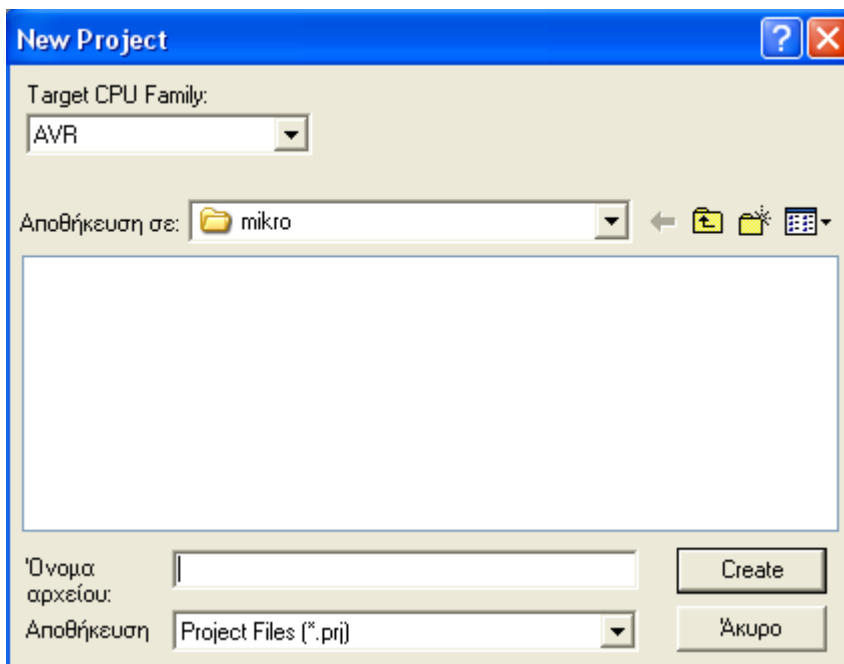 New Project
Target CPU Family:
AVR
Αποθήκευση σε: mikro
Όνομα αρχείου:
Create
Αποθήκευση Project Files (*.prj)
Άκυρο